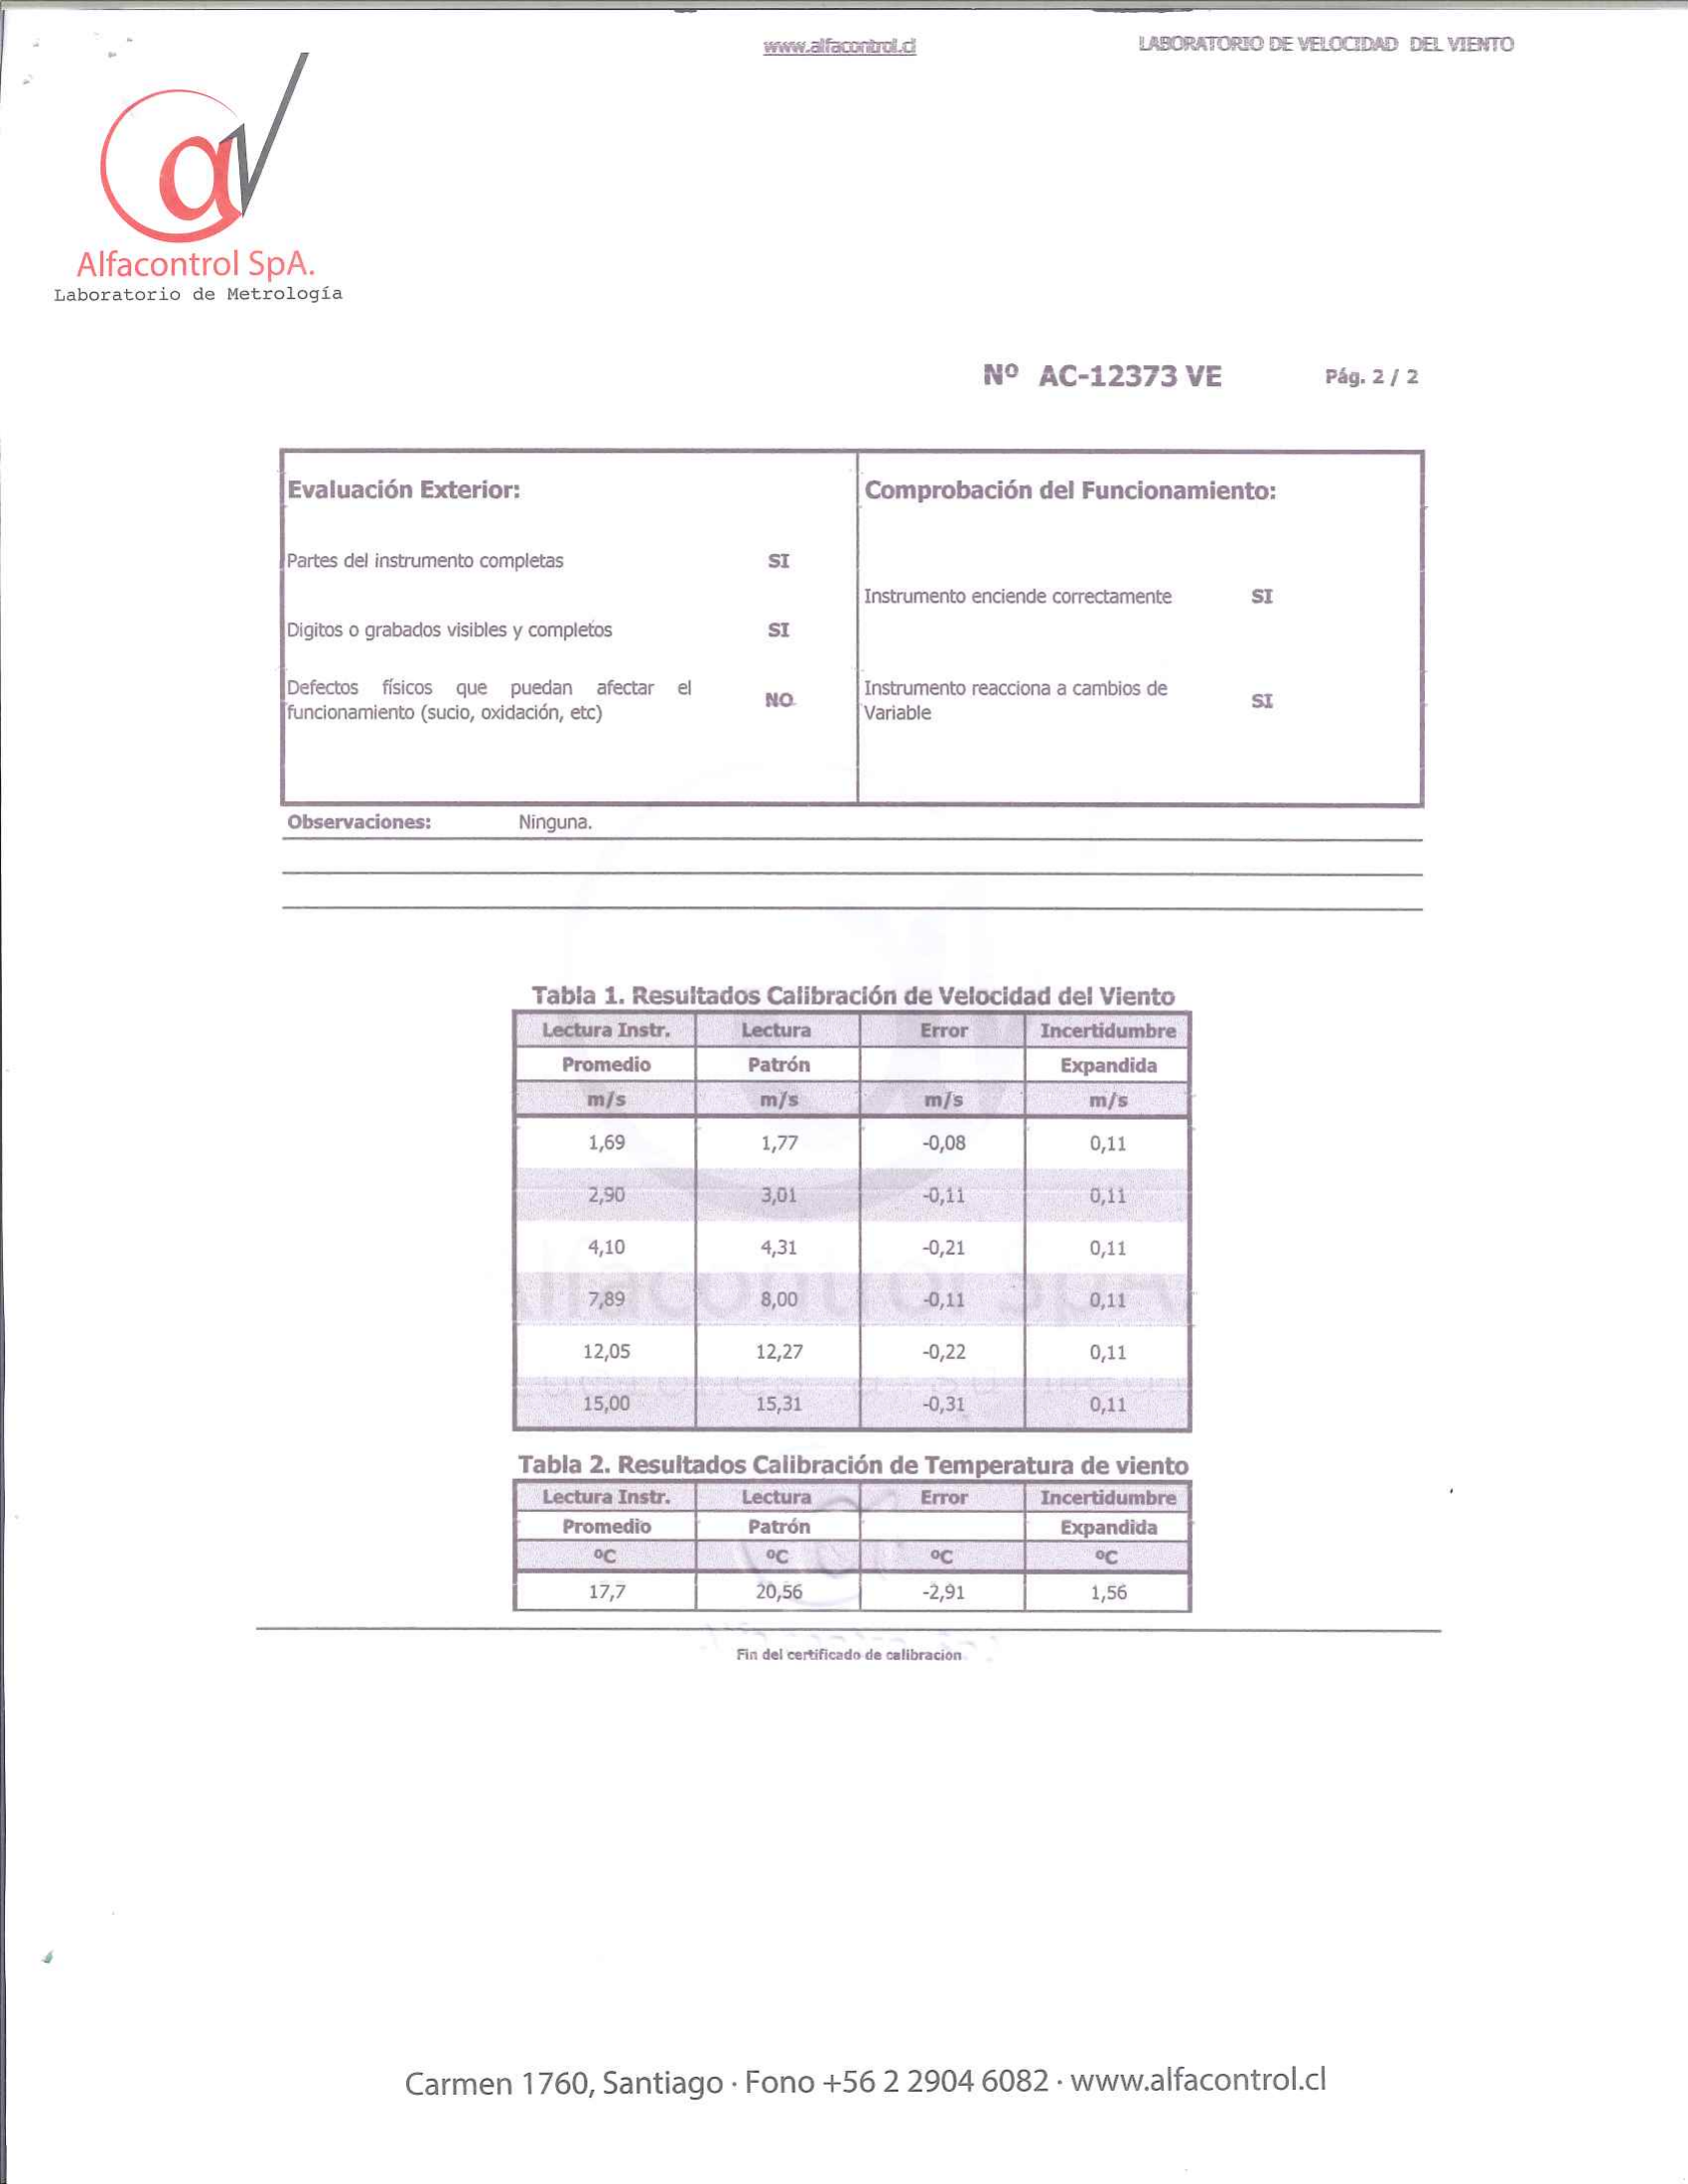 www.alfacontrol.cl LABORATORIO DE VELOCIDAD DEL VIENTO
Alfacontrol SpA.
Laboratorio de Metrología
Nº AC-12373 VE Pág. 2 / 2
Evaluación Exterior: Comprobación del Funcionamiento:
Partes del instrumento completas SI
Instrumento enciende correctamente SI
Digitos o grabados visibles y completos SI
Defectos físicos que puedan afectar el funcionamiento (sucio, oxidación, etc) NO
Instrumento reacciona a cambios de Variable SI
Observaciones: Ninguna.
Tabla 1. Resultados Calibración de Velocidad del Viento
Lectura Instr. Lectura Error Incertidumbre
Promedio Patrón Expandida
m/s m/s m/s m/s
1,69 1,77 -0,08 0,11
2,90 3,01 -0,11 0,11
4,10 4,31 -0,21 0,11
7,89 8,00 -0,11 0,11
12,05 12,27 -0,22 0,11
15,00 15,31 -0,31 0,11
Tabla 2. Resultados Calibración de Temperatura de viento
Lectura Instr. Lectura Error Incertidumbre
Promedio Patrón Expandida
ºC ºC ºC ºC
17,7 20,56 -2,91 1,56
Fin del certificado de calibracion
Carmen 1760, Santiago · Fono +56 2 2904 6082 · www.alfacontrol.cl